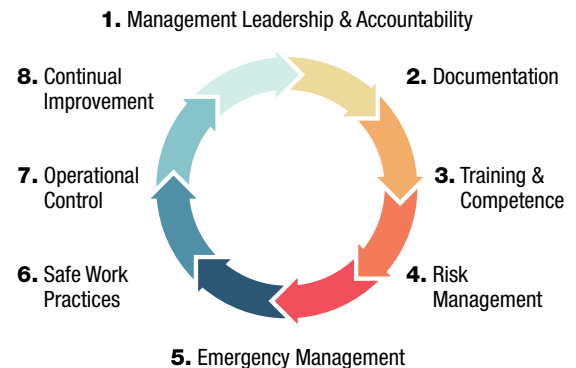 1. Management Leadership & Accountability
2. Documentation
3. Training &
Competence
4. Risk
Management
5. Emergency Management
6. Safe Work
Practices
7. Operational
Control
8. Continual
Improvement